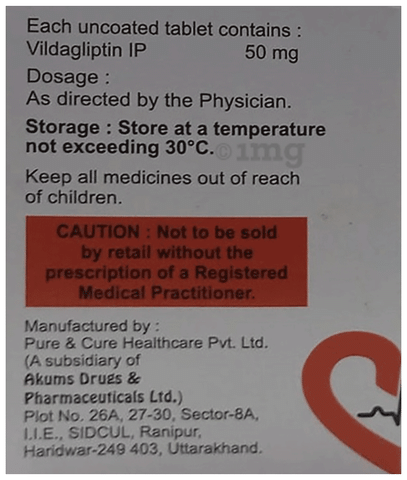 Each uncoated tablet contains :
Vildagliptin IP 50 mg
Dosage :
As directed by the Physician.
Storage : Store at a temperature
not exceeding 30°C.
©1mg
Keep all medicines out of reach
of children.
CAUTION : Not to be sold
by retail without the
prescription of a Registered
Medical Practitioner.
Manufactured by :
Pure & Cure Healthcare Pvt. Ltd.
(A subsidiary of
Akums Drugs &
Pharmaceuticals Ltd.)
Plot No. 26A, 27-30, Sector-8A,
I.I.E., SIDCUL, Ranipur,
Haridwar-249 403, Uttarakhand.